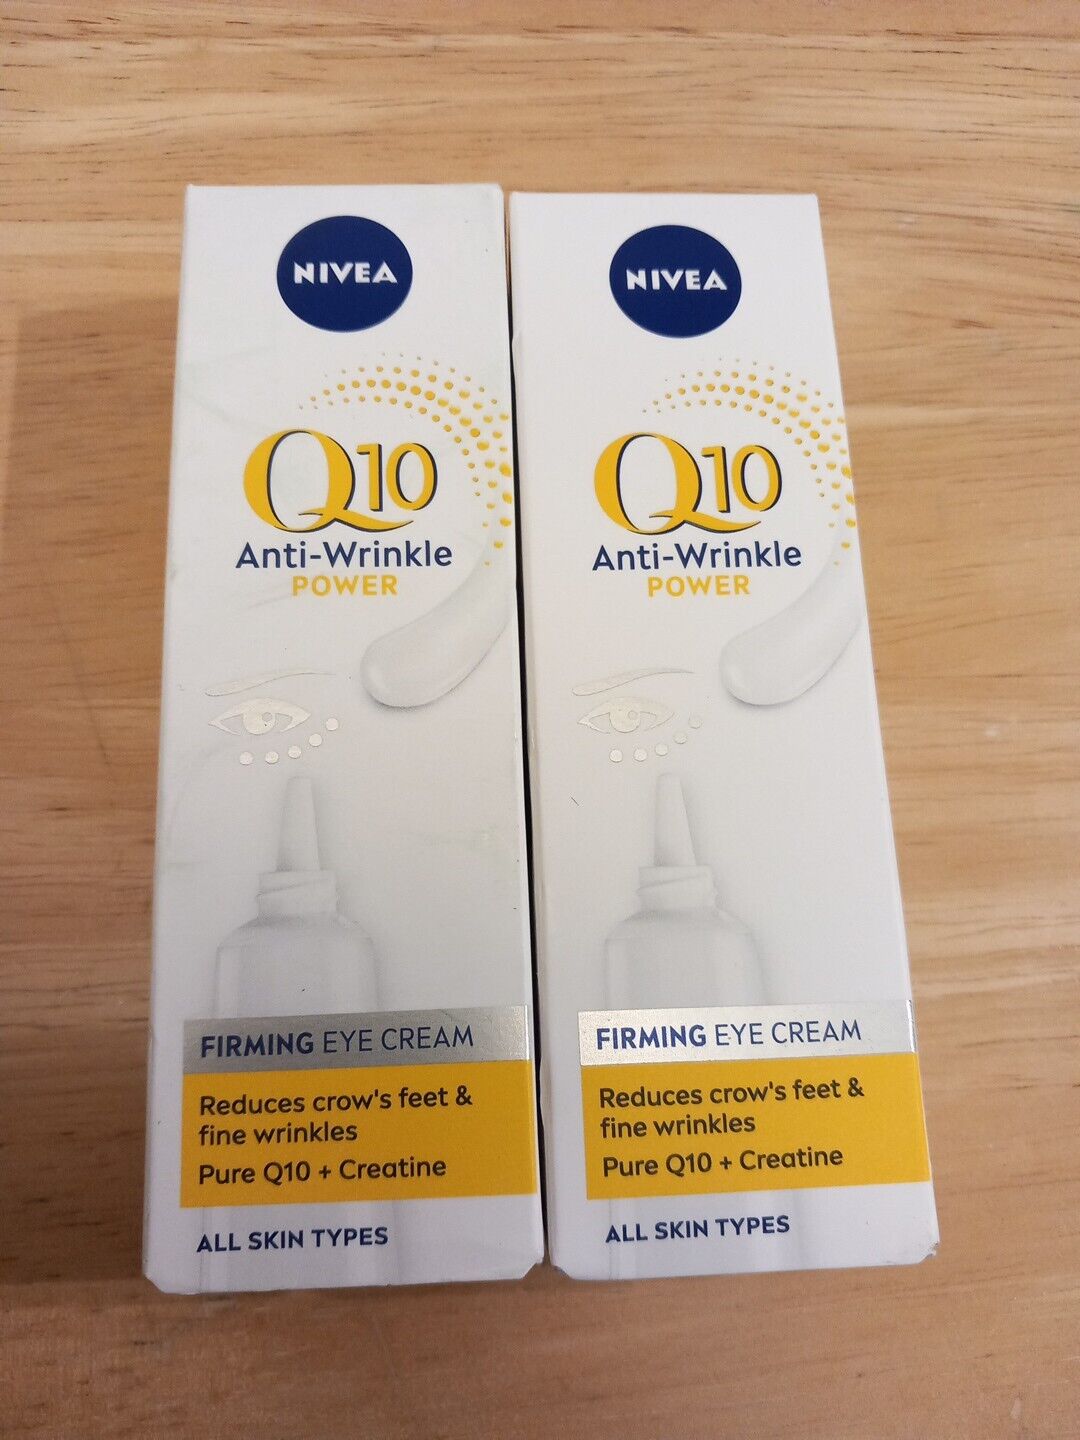 NIVEA
Q10
Anti-Wrinkle
POWER
FIRMING EYE CREAM
Reduces crow's feet &
fine wrinkles
Pure Q10 + Creatine
ALL SKIN TYPES
NIVEA
Q10
Anti-Wrinkle
POWER
FIRMING EYE CREAM
Reduces crow's feet &
fine wrinkles
Pure Q10 + Creatine
ALL SKIN TYPES